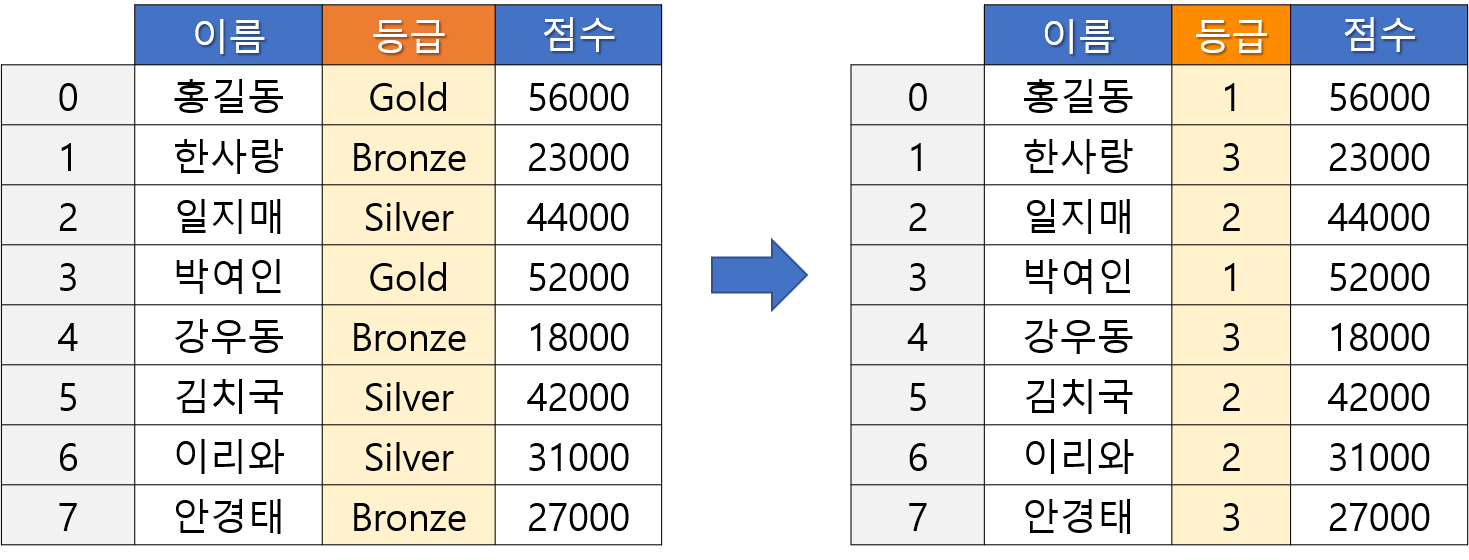 이름 등급 점수
0 홍길동 Gold 56000
1 한사랑 Bronze 23000
2 일지매 Silver 44000
3 박여인 Gold 52000
4 강우동 Bronze 18000
5 김치국 Silver 42000
6 이리와 Silver 31000
7 안경태 Bronze 27000
이름 등급 점수
0 홍길동 1 56000
1 한사랑 3 23000
2 일지매 2 44000
3 박여인 1 52000
4 강우동 3 18000
5 김치국 2 42000
6 이리와 2 31000
7 안경태 3 27000